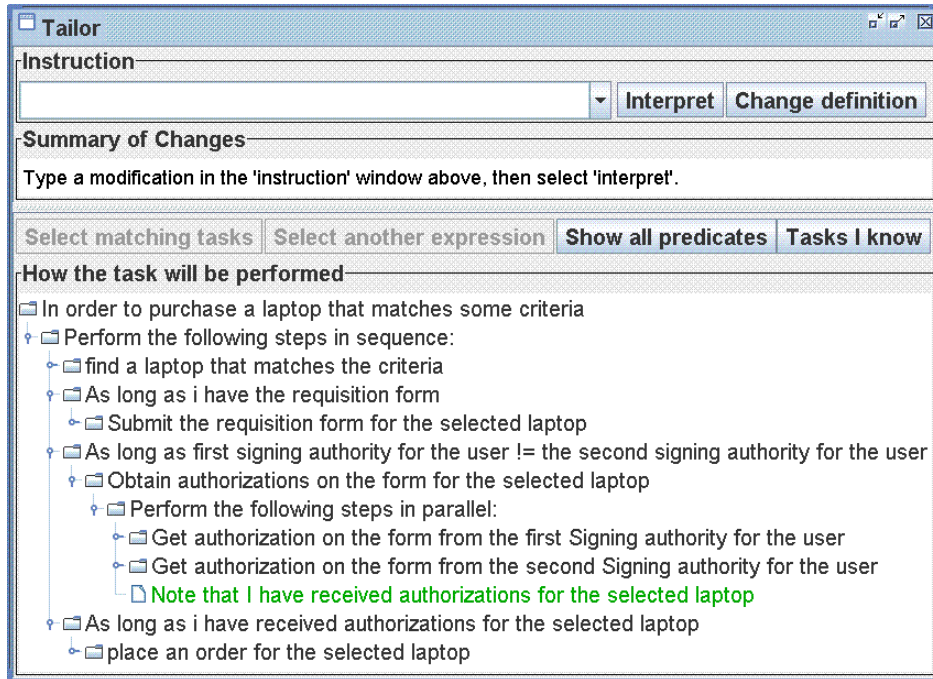 Tailor
Instruction
Interpret Change definition
Summary of Changes
Type a modification in the 'instruction' window above, then select 'interpret'.
Select matching tasks Select another expression Show all predicates Tasks I know
How the task will be performed
In order to purchase a laptop that matches some criteria
Perform the following steps in sequence:
find a laptop that matches the criteria
As long as i have the requisition form
Submit the requisition form for the selected laptop
As long as first signing authority for the user != the second signing authority for the user
Obtain authorizations on the form for the selected laptop
Perform the following steps in parallel:
Get authorization on the form from the first Signing authority for the user
Get authorization on the form from the second Signing authority for the user
Note that I have received authorizations for the selected laptop
As long as i have received authorizations for the selected laptop
place an order for the selected laptop